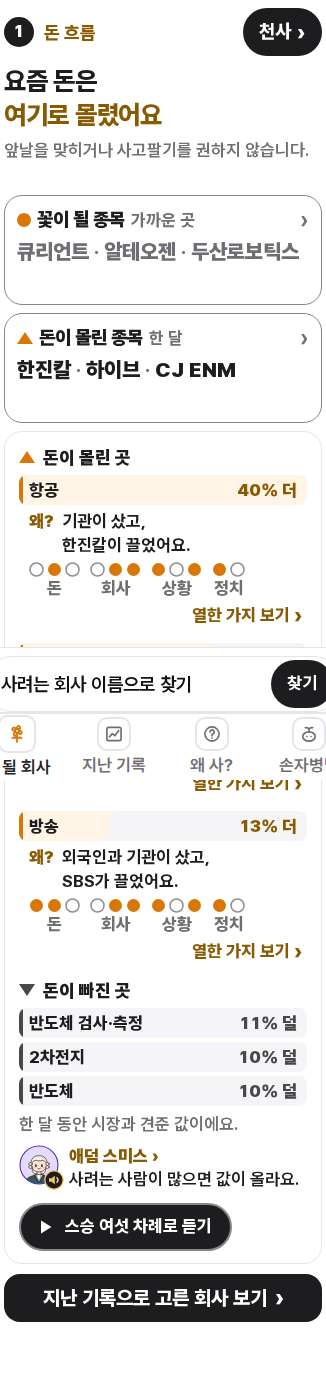 1 돈 흐름
천사 ›
요즘 돈은
여기로 몰렸어요
앞날을 맞히거나 사고팔기를 권하지 않습니다.
꽃이 될 종목 가까운 곳 ›
큐리언트 · 알테오젠 · 두산로보틱스
돈이 몰린 종목 한 달 ›
한진칼 · 하이브 · CJ ENM
돈이 몰린 곳
항공 40% 더
왜? 기관이 샀고,
한진칼이 끌었어요.
돈 회사 상황 정치
열한 가지 보기 ›
사려는 회사 이름으로 찾기 찾기
될 회사 지난 기록 왜 사? 손자병
열한 가지 보기 ›
방송 13% 더
왜? 외국인과 기관이 샀고,
SBS가 끌었어요.
돈 회사 상황 정치
열한 가지 보기 ›
돈이 빠진 곳
반도체 검사·측정 11% 덜
2차전지 10% 덜
반도체 10% 덜
한 달 동안 시장과 견준 값이에요.
애덤 스미스 ›
사려는 사람이 많으면 값이 올라요.
스승 여섯 차례로 듣기
지난 기록으로 고른 회사 보기 ›